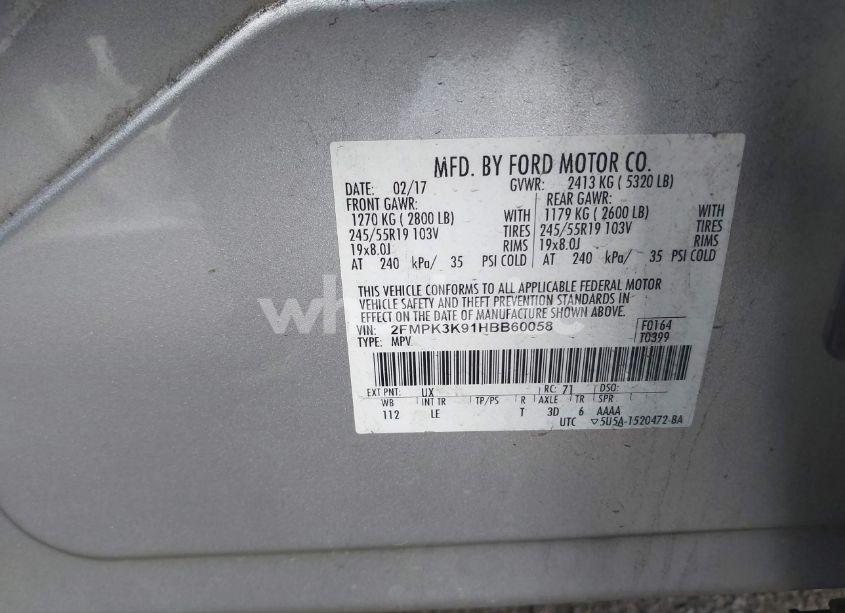 MFD. BY FORD MOTOR CO.
DATE: 02/17 GVWR: 2413 KG ( 5320 LB)
FRONT GAWR: REAR GAWR:
1270 KG ( 2800 LB) WITH 1179 KG ( 2600 LB) WITH
245/55R19 103V TIRES 245/55R19 103V TIRES
19x8.0J RIMS 19x8.0J RIMS
AT 240 kPa/ 35 PSI COLD AT 240 kPa/ 35 PSI COLD
THIS VEHICLE CONFORMS TO ALL APPLICABLE FEDERAL MOTOR
VEHICLE SAFETY AND THEFT PREVENTION STANDARDS IN
EFFECT ON THE DATE OF MANUFACTURE SHOWN ABOVE.
VIN: 2FMPK3K91HBB60058 F0164
TYPE: MPV T0399
EXT PNT: UX RC: 71 DSO:
WB INT TR TP/PS R AXLE TR SPR
112 LE T 3D 6 AAAA
UTC ▽5U5A-1520472-BA